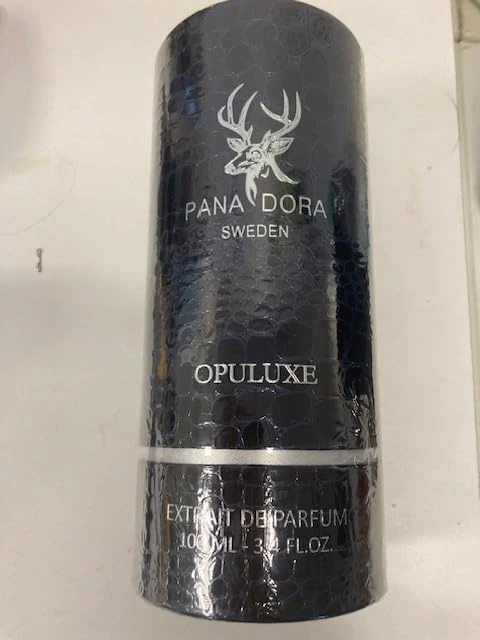 PANA DORA
SWEDEN
OPULUXE
EXTRAIT DE PARFUM
100 ML - 3.4 FL.OZ.